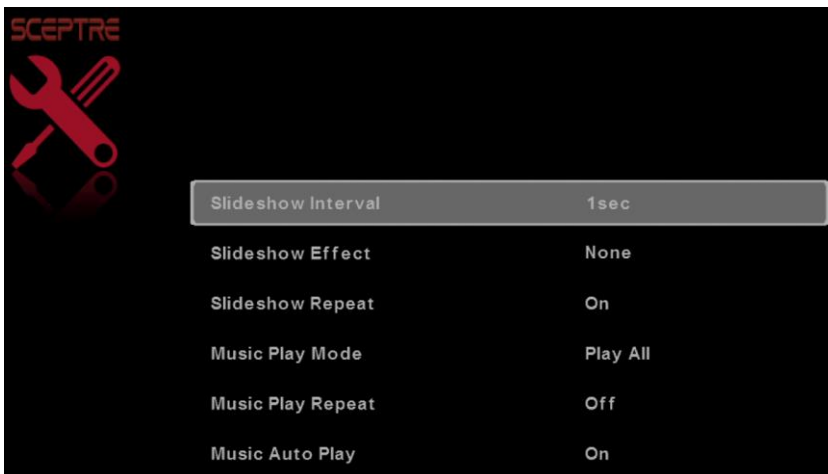 SCEPTRE
Slideshow Interval 1sec
Slideshow Effect None
Slideshow Repeat On
Music Play Mode Play All
Music Play Repeat Off
Music Auto Play On